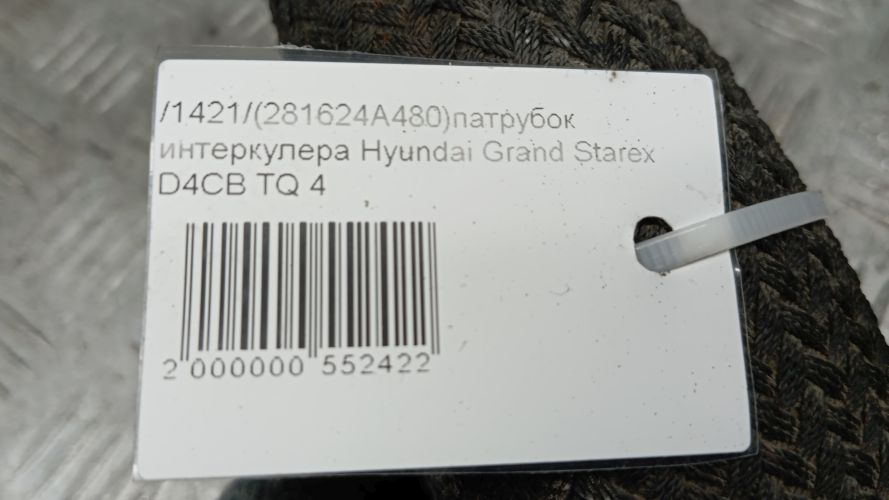 /1421/(281624A480)патрубок
интеркулера Hyundai Grand Starex
D4CB TQ 4
2 000000 552422